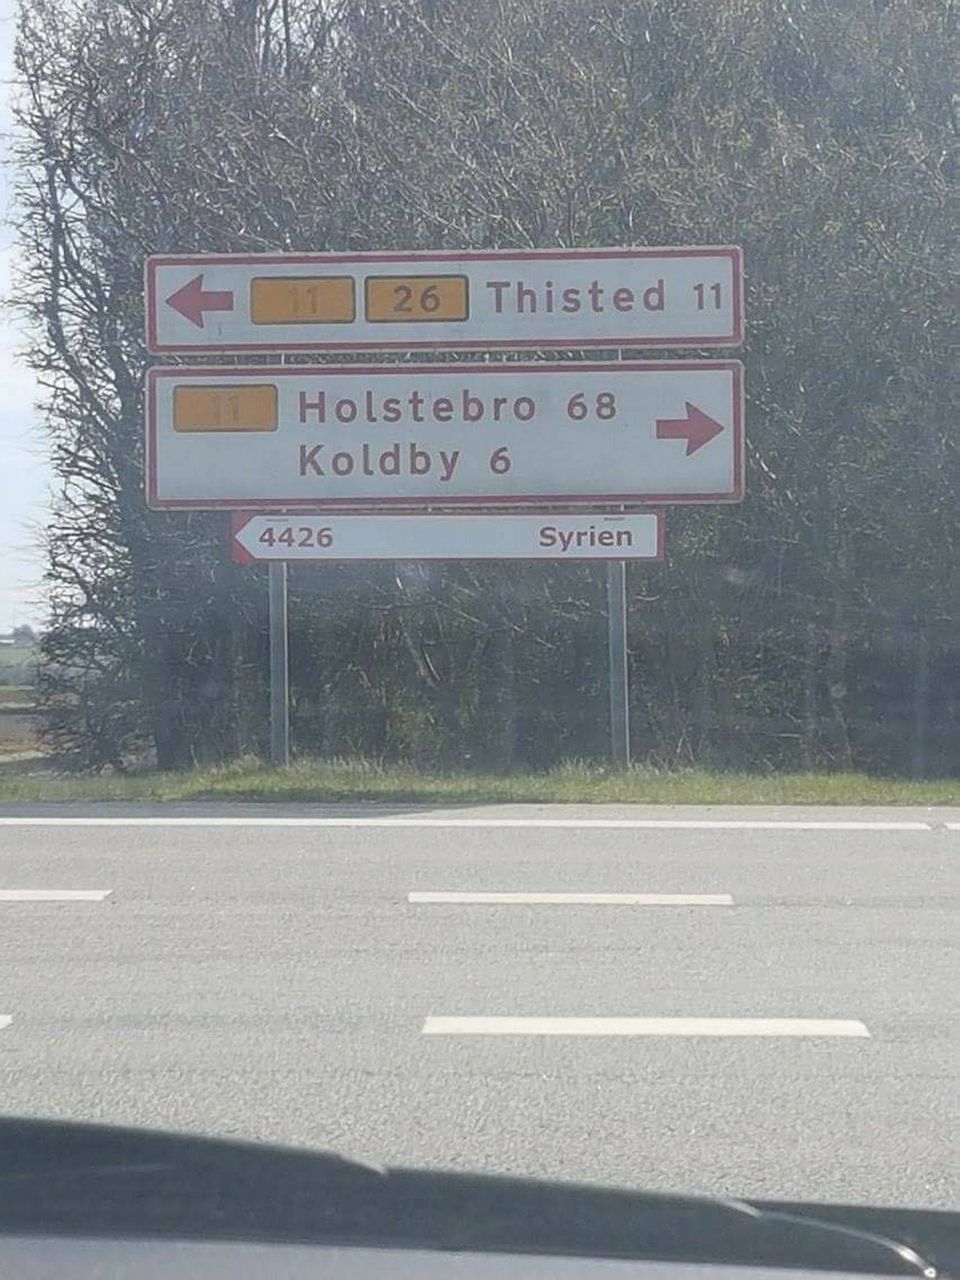 11 26 Thisted 11
11 Holstebro 68
Koldby 6
4426 Syrien